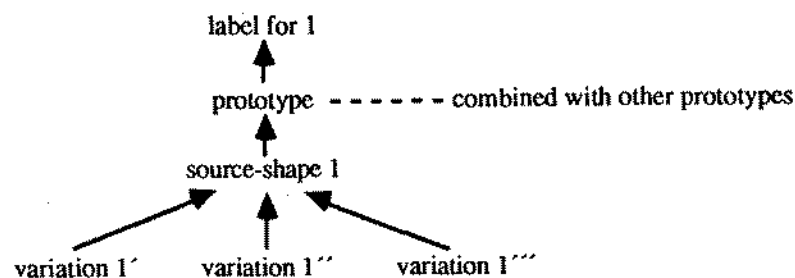 label for 1
prototype - - - - - - - combined with other prototypes
source-shape 1
variation 1´ variation 1´´ variation 1´´´